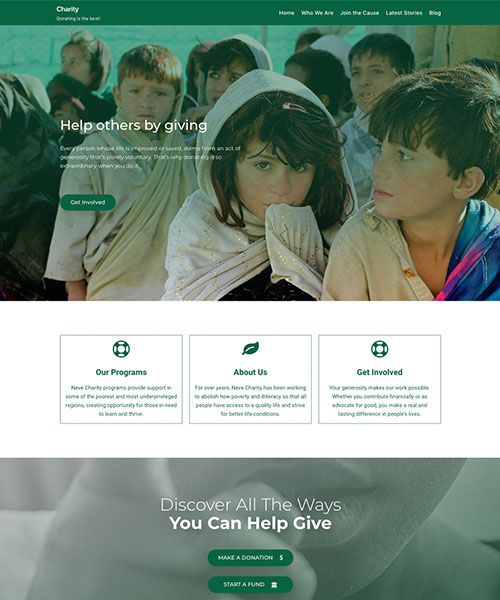 Charity
Donating is the best!
Home Who We Are Join the Cause Latest Stories Blog
Help others by giving
Every person whose life is improved or saved, stems from an act of
generosity that's purely voluntary. That's why donating is so
extraordinary when you do it.
Get Involved
Our Programs
Neve Charity programs provide support in
some of the poorest and most underprivileged
regions, creating opportunity for those in need
to learn and thrive.
About Us
For over years, Neve Charity has been working
to abolish how poverty and illiteracy so that all
people have access to a quality life and strive
for better life conditions.
Get Involved
Your generosity makes our work possible.
Whether you contribute financially or as
advocate for good, you make a real and
lasting difference in people's lives.
Discover All The Ways
You Can Help Give
MAKE A DONATION $
START A FUND